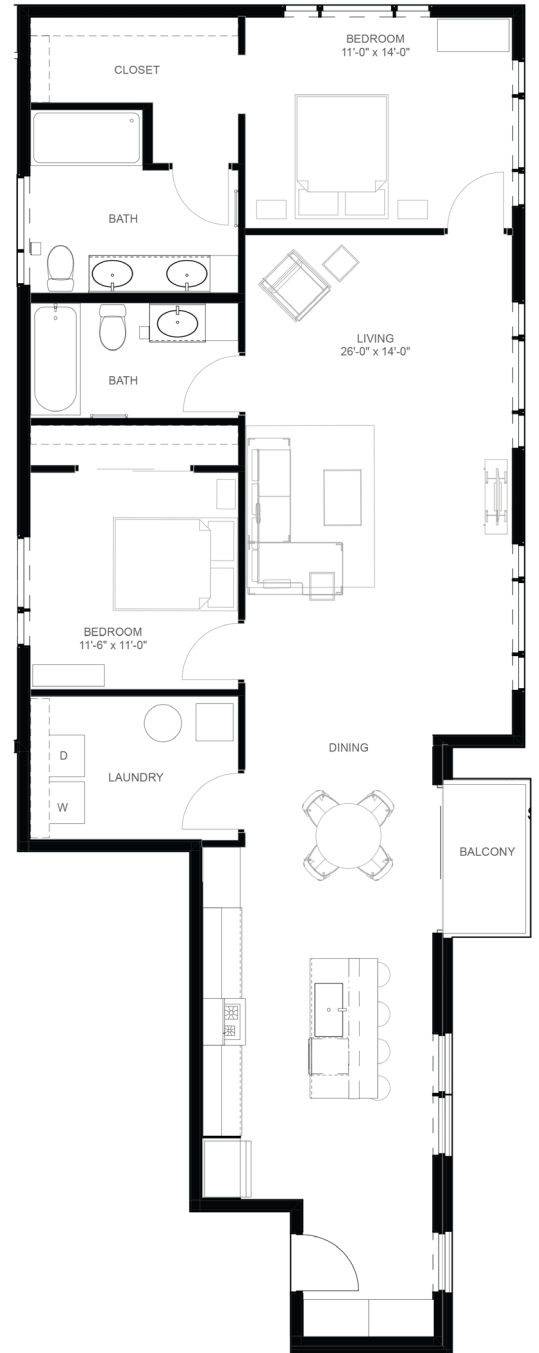 BEDROOM
11'-0" x 14'-0"
CLOSET
BATH
LIVING
26'-0" x 14'-0"
BATH
BEDROOM
11'-6" x 11'-0"
DINING
D
LAUNDRY
W
BALCONY